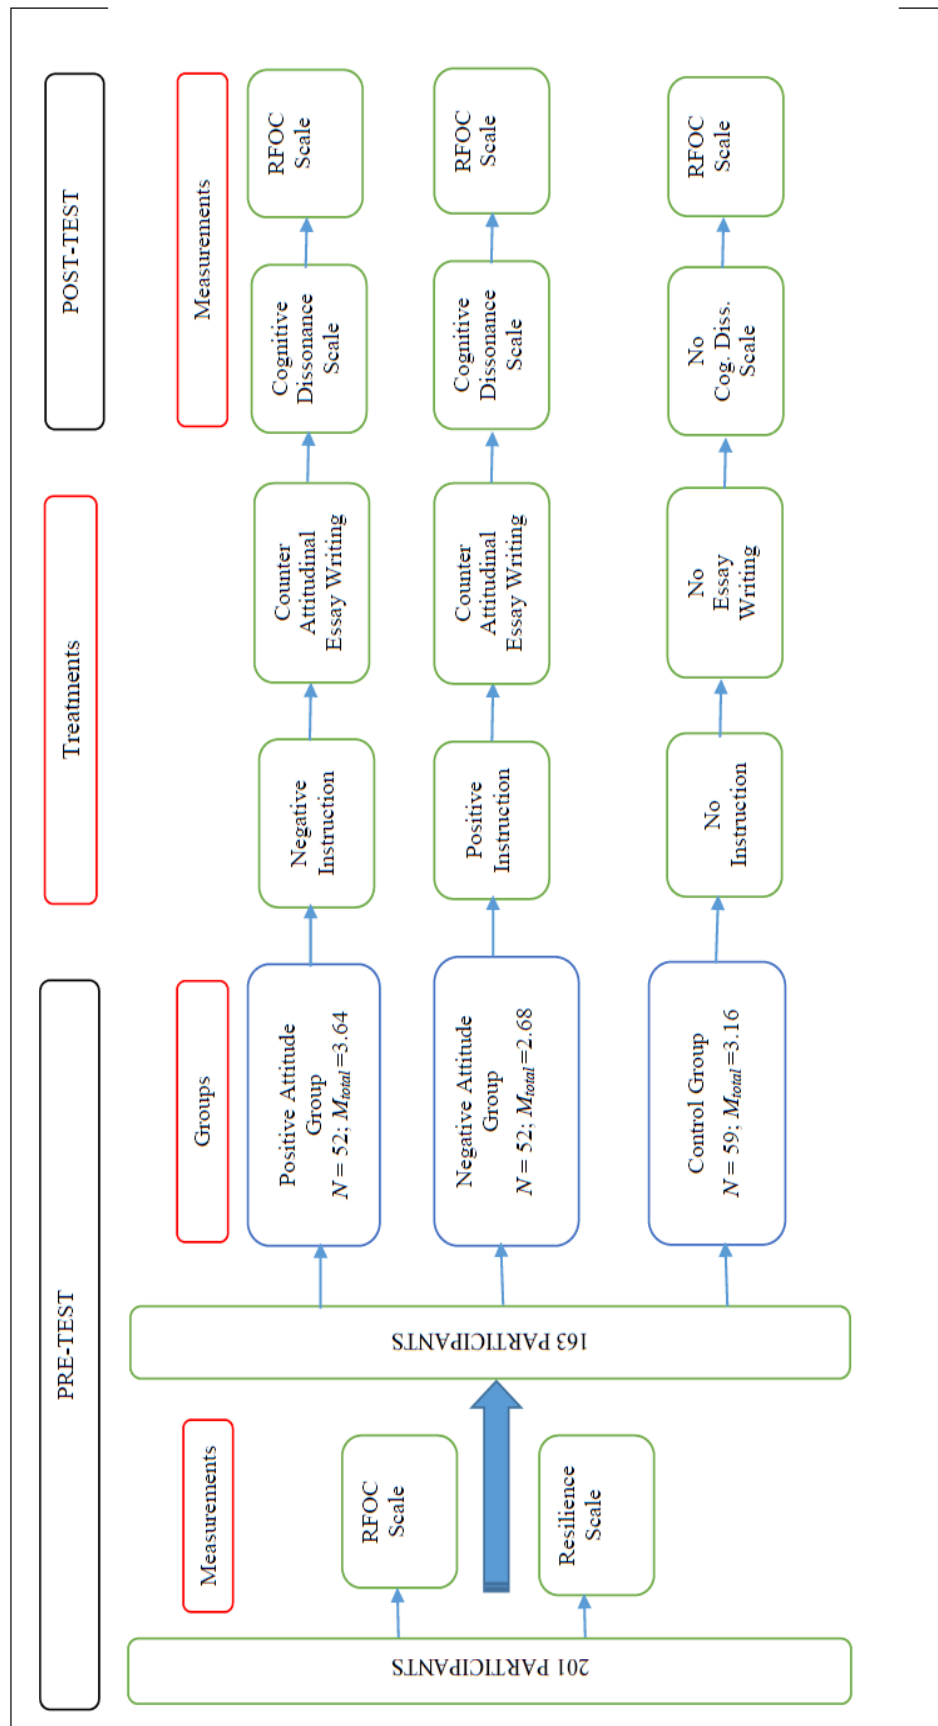 PRE-TEST
Treatments
POST-TEST
Measurements
Groups
Measurements
201 PARTICIPANTS
RFOC
Scale
Resilience
Scale
163 PARTICIPANTS
Positive Attitude
Group
N = 52; Mtotal =3.64
Negative
Instruction
Counter
Attitudinal
Essay Writing
Cognitive
Dissonance
Scale
RFOC
Scale
Negative Attitude
Group
N = 52; Mtotal =2.68
Positive
Instruction
Counter
Attitudinal
Essay Writing
Cognitive
Dissonance
Scale
RFOC
Scale
Control Group
N = 59; Mtotal =3.16
No
Instruction
No
Essay
Writing
No
Cog. Diss.
Scale
RFOC
Scale